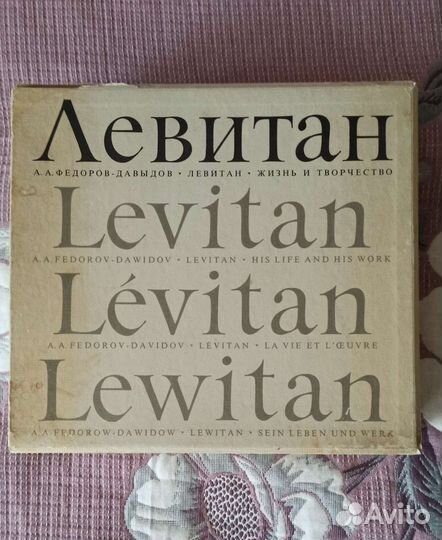 Левитан
А.А.ФЕДОРОВ-ДАВЫДОВ · ЛЕВИТАН · ЖИЗНЬ И ТВОРЧЕСТВО
Levitan
A.A.FEDOROV-DAWIDOV · LEVITAN · HIS LIFE AND HIS WORK
Lévitan
A.A.FEDOROV-DAVIDOV · LÉVITAN · LA VIE ET L'ŒUVRE
Lewitan
A.A.FEDOROW-DAWIDOW · LEWITAN · SEIN LEBEN UND WERK
Avito